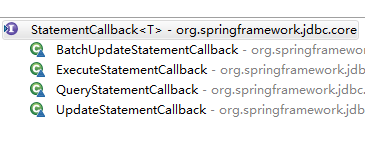 StatementCallback<T> - org.springframework.jdbc.core
BatchUpdateStatementCallback - org.springframework
ExecuteStatementCallback - org.springframework.jdb
QueryStatementCallback - org.springframework.jdbc.
UpdateStatementCallback - org.springframework.jdb